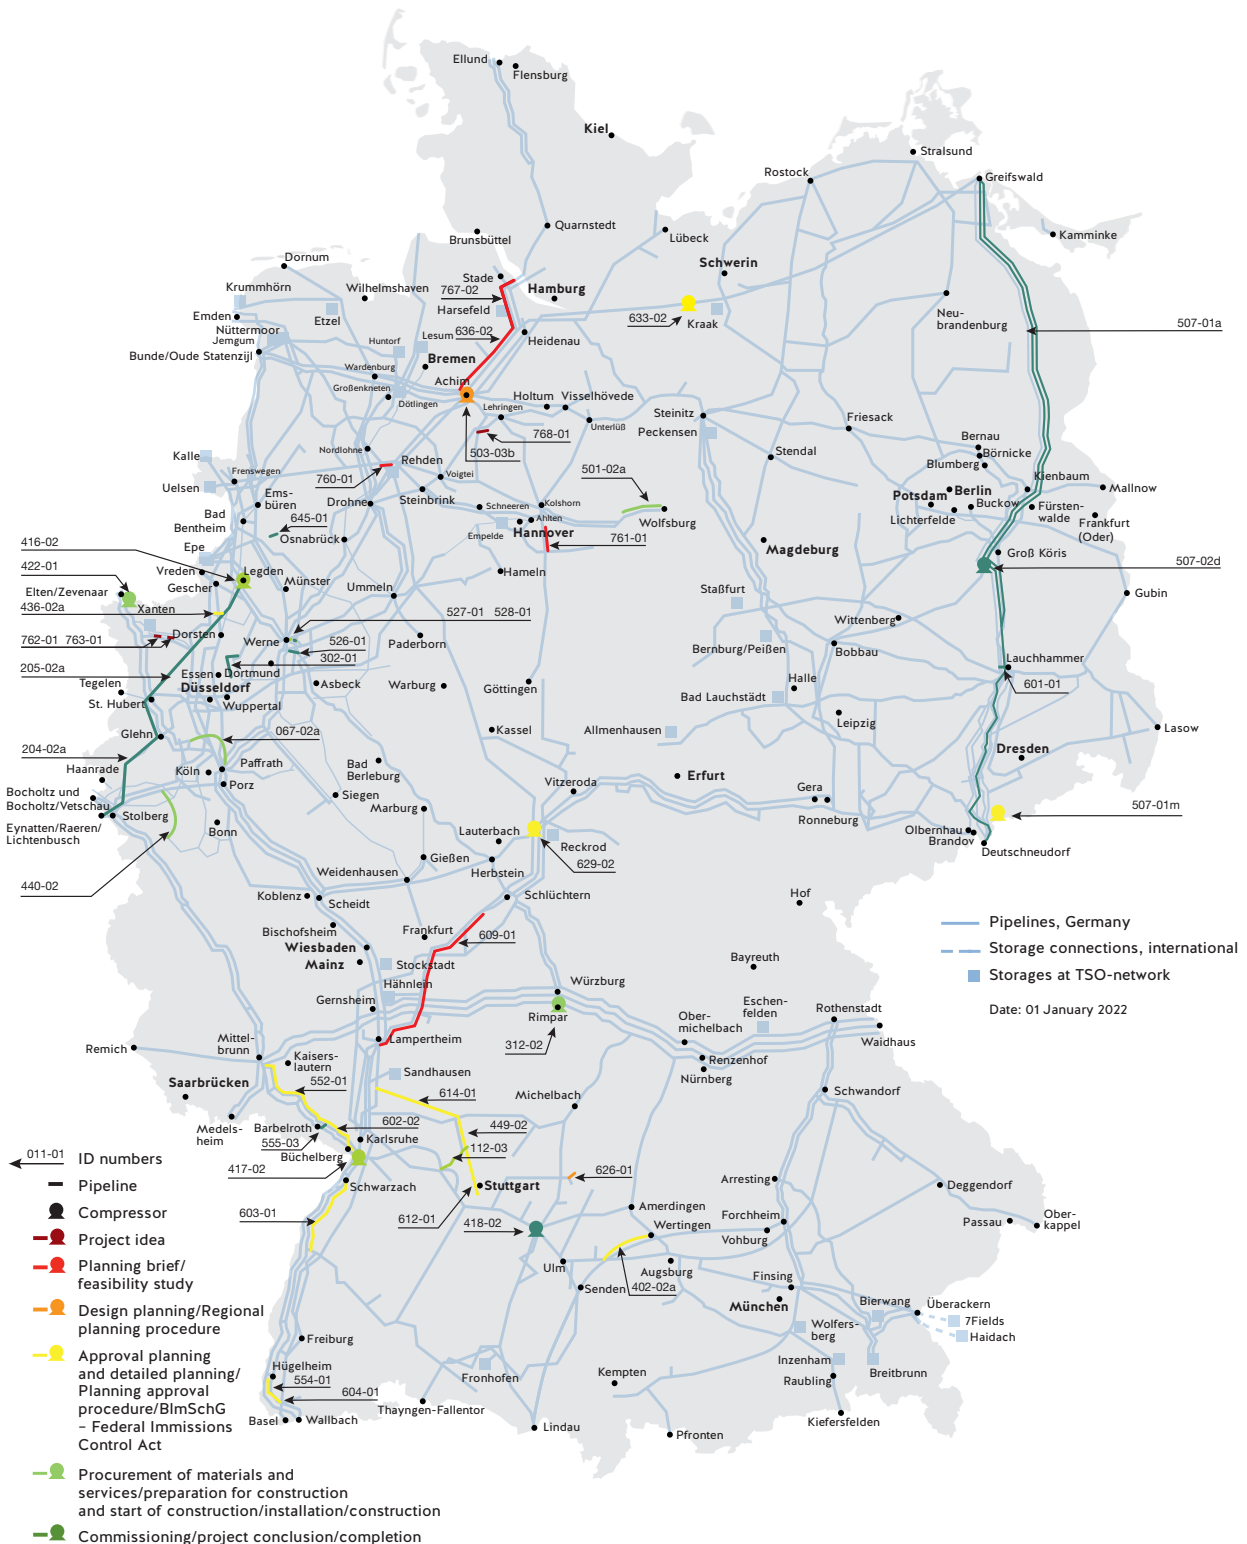 Ellund
Flensburg
Kiel
Stralsund
Rostock
Greifswald
Quarnstedt
Brunsbüttel
Lübeck
Kamminke
Dornum
Schwerin
Krummhörn
Wilhelmshaven
Stade
767-02
Hamburg
Harsefeld
Emden
Etzel
633-02
Kraak
Neu-
brandenburg
507-01a
Nüttermoor
Jemgum
Huntorf
Lesum
636-02
Heidenau
Bunde/Oude Statenzijl
Bremen
Wardenburg
Achim
Großenkneten
Dötlingen
Holtum
Visselhövede
Lehringen
Unterlüß
Steinitz
Peckensen
Friesack
768-01
503-03b
Nordlohne
Kalle
Rehden
Stendal
Bernau
Börnicke
Blumberg
Frenswegen
760-01
Voigtei
501-02a
Kienbaum
Uelsen
Ems-
büren
Drohne
Steinbrink
Schneeren
Kolshorn
Potsdam
Berlin
Mallnow
Bad
Bentheim
645-01
Osnabrück
Empelde
Ahlten
Hannover
Wolfsburg
Lichterfelde
Buckow
Fürsten-
walde
Frankfurt
(Oder)
416-02
761-01
Magdeburg
Groß Köris
Epe
507-02d
422-01
Vreden
Legden
Gescher
Münster
Hameln
Elten/Zevenaar
Ummeln
Staßfurt
Gubin
436-02a
Xanten
527-01
528-01
Wittenberg
762-01
763-01
Dorsten
Werne
526-01
Paderborn
Bernburg/Peißen
Bobbau
302-01
205-02a
Essen
Dortmund
Lauchhammer
Tegelen
Düsseldorf
Asbeck
Warburg
Göttingen
Halle
601-01
St. Hubert
Wuppertal
Bad Lauchstädt
Leipzig
Glehn
067-02a
Kassel
Allmenhausen
Lasow
204-02a
Dresden
Haanrade
Köln
Paffrath
Bad
Berleburg
Porz
Siegen
Vitzeroda
Erfurt
Gera
Bocholtz und
Bocholtz/Vetschau
Marburg
Ronneburg
507-01m
Stolberg
Eynatten/Raeren/
Lichtenbusch
Bonn
Lauterbach
Reckrod
Olbernhau
Brandov
Deutschneudorf
Gießen
629-02
Weidenhausen
Herbstein
440-02
Koblenz
Scheidt
Schlüchtern
Hof
Bischofsheim
Frankfurt
609-01
Wiesbaden
Mainz
Stockstadt
Bayreuth
Hähnlein
Würzburg
Gernsheim
Eschen-
felden
Rothenstadt
Rimpar
Ober-
michelbach
Lampertheim
312-02
Waidhaus
Mittel-
brunn
Remich
Kaisers-
lautern
Renzenhof
Nürnberg
Sandhausen
Saarbrücken
552-01
614-01
Michelbach
Schwandorf
Medels-
heim
Barbelroth
602-02
449-02
555-03
Karlsruhe
112-03
Büchelberg
417-02
626-01
Schwarzach
Stuttgart
Arresting
Deggendorf
Amerdingen
603-01
612-01
418-02
Wertingen
Forchheim
Vohburg
Passau
Ober-
kappel
Ulm
Augsburg
402-02a
Senden
Finsing
München
Bierwang
Überackern
7Fields
Haidach
Wolfers-
berg
Freiburg
Inzenham
Breitbrunn
Hügelheim
554-01
Fronhofen
Kempten
Raubling
604-01
Thayngen-Fallentor
Kiefersfelden
Basel
Wallbach
Lindau
Pfronten
Pipelines, Germany
Storage connections, international
Storages at TSO-network
Date: 01 January 2022
011-01
ID numbers
Pipeline
Compressor
Project idea
Planning brief/
feasibility study
Design planning/Regional
planning procedure
Approval planning
and detailed planning/
Planning approval
procedure/BImSchG
– Federal Immissions
Control Act
Procurement of materials and
services/preparation for construction
and start of construction/installation/construction
Commissioning/project conclusion/completion